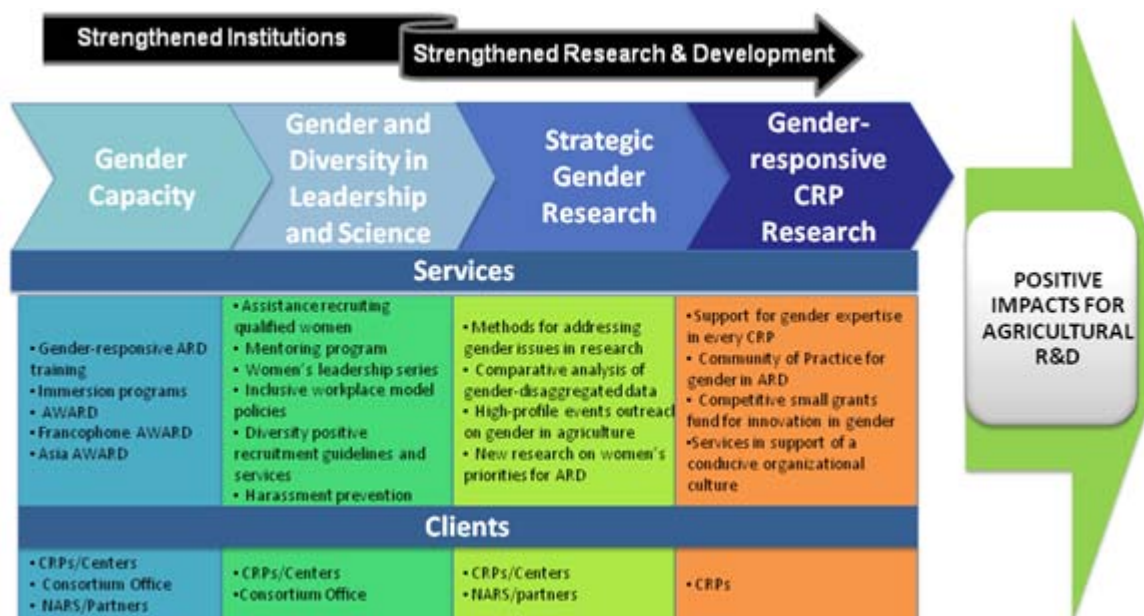 Strengthened Institutions
Strengthened Research & Development
Gender
Capacity
Gender and
Diversity in
Leadership
and Science
Strategic
Gender
Research
Gender-
responsive
CRP
Research
Services
• Gender-responsive ARD
training
• Immersion programs
• AWARD
• Francophone AWARD
• Asia AWARD
• Assistance recruiting
qualified women
• Mentoring program
• Women's leadership series
• Inclusive workplace model
policies
• Diversity positive
recruitment guidelines and
services
• Harassment prevention
• Methods for addressing
gender issues in research
• Comparative analysis of
gender-disaggregated data
• High-profile events outreach
on gender in agriculture
• New research on women's
priorities for ARD
• Support for gender expertise
in every CRP
• Community of Practice for
gender in ARD
• Competitive small grants
fund for innovation in gender
•Services in support of a
conducive organizational
culture
Clients
• CRPs/Centers
• Consortium Office
• NARS/Partners
• CRPs/Centers
•Consortium Office
• CRPs/Centers
• NARS/partners
• CRPs
POSITIVE
IMPACTS FOR
AGRICULTURAL
R&D